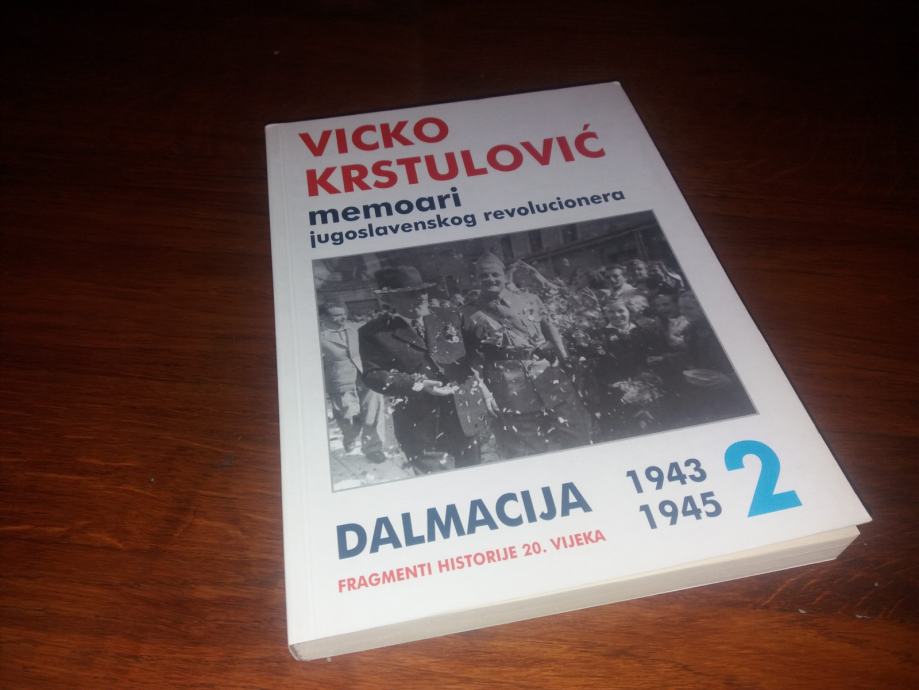 VICKO
KRSTULOVIĆ
memoari
jugoslavenskog revolucionera
DALMACIJA
1943
1945
2
FRAGMENTI HISTORIJE 20. VIJEKA